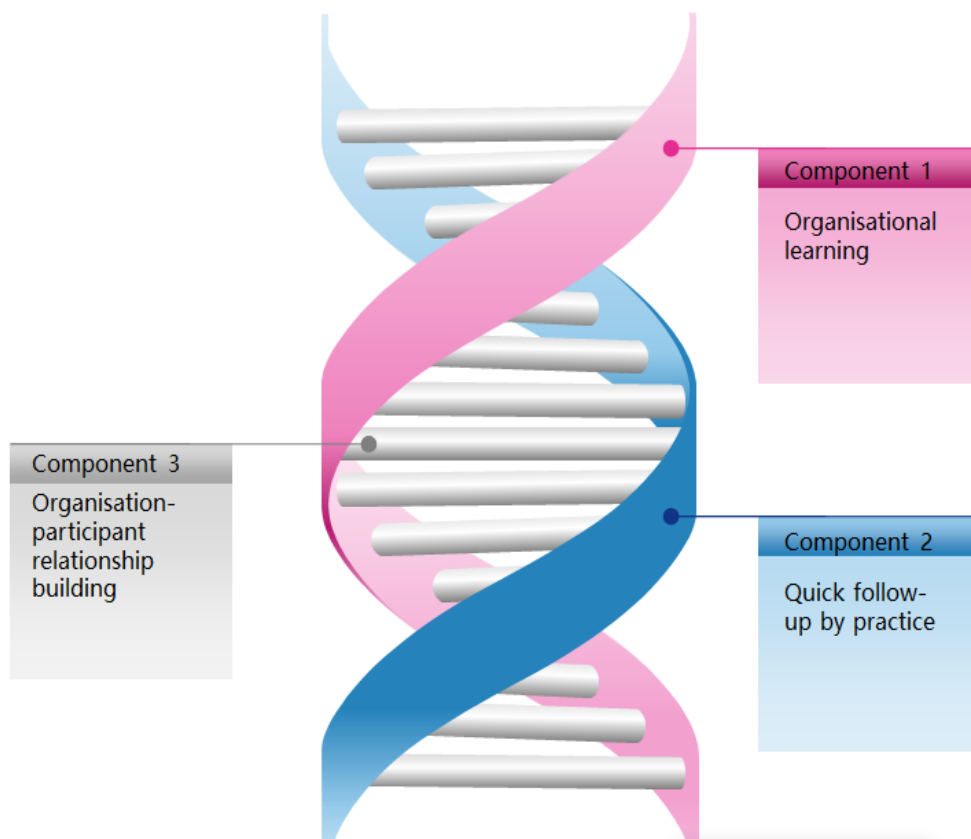 Component 1
Organisational
learning
Component 3
Organisation-
participant
relationship
building
Component 2
Quick follow-
up by practice